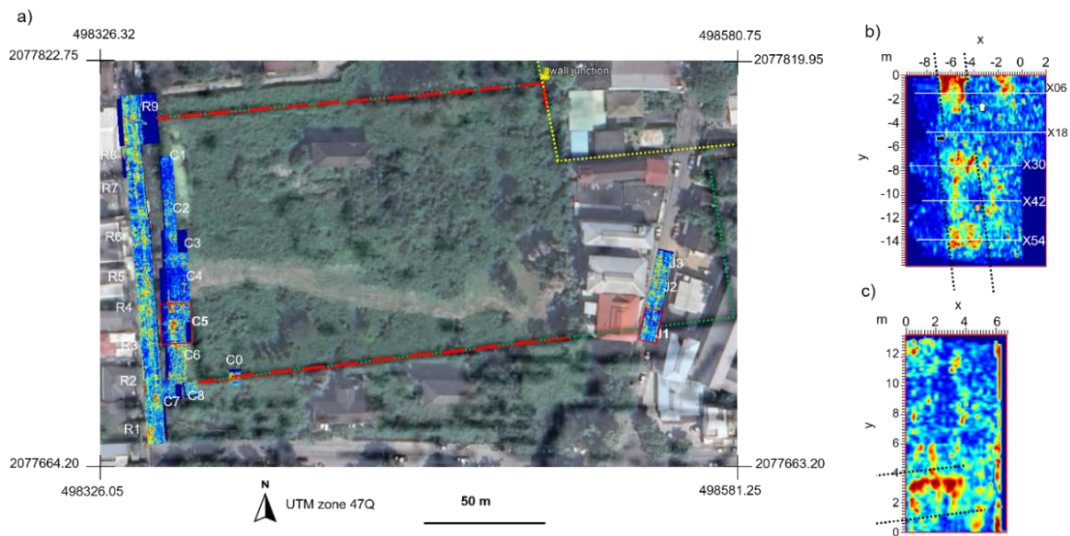 a)
498326.32
498580.75
2077822.75
2077819.95
wall junction
R9
R8
C1
R7
C2
R6
C3
R5
C4
R4
C5
R3
C6
C0
R2
C8
C7
R1
J3
J2
J1
2077664.20
2077663.20
498326.05
498581.25
N
UTM zone 47Q
50 m
b)
x
m
-8 -6 -4 -2 0 2
0
-2
-4
-6
-8
-10
-12
-14
y
X06
X18
X30
X42
X54
c)
x
m
0 2 4 6
12
10
8
6
4
2
0
y